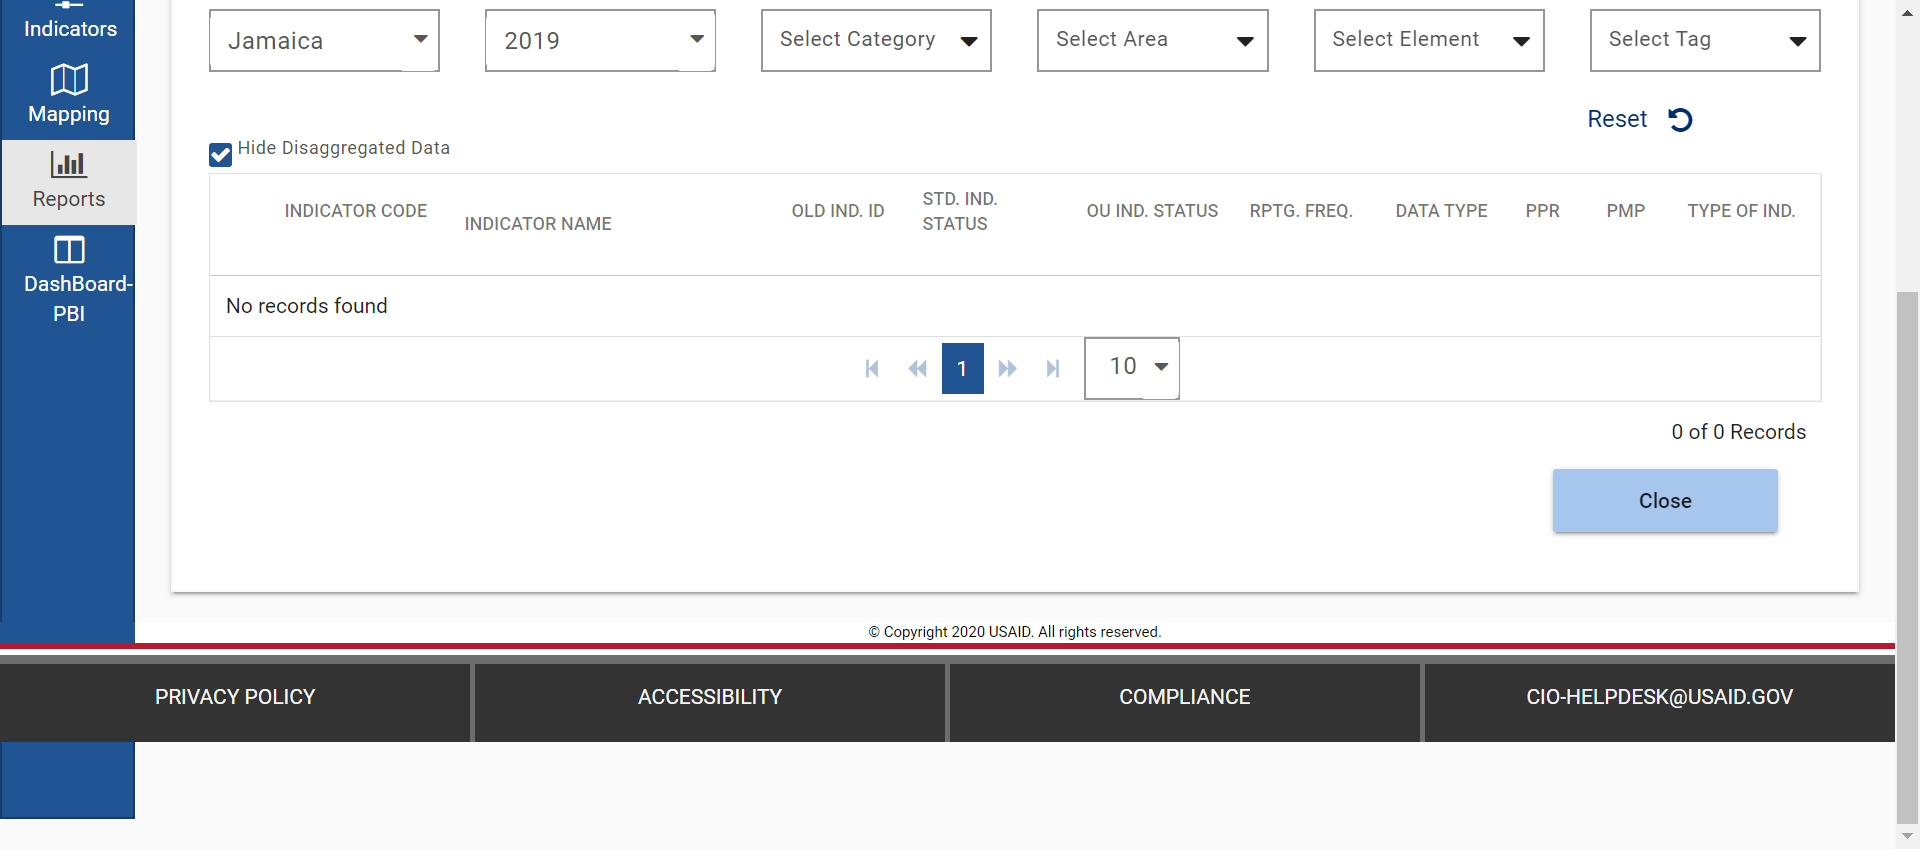 Indicators
Jamaica
2019
Select Category
Select Area
Select Element
Select Tag
Mapping
Reset
Hide Disaggregated Data
Reports
INDICATOR CODE
INDICATOR NAME
OLD IND. ID
STD. IND.
STATUS
OU IND. STATUS
RPTG. FREQ.
DATA TYPE
PPR
PMP
TYPE OF IND.
DashBoard-
PBI
No records found
1
10
0 of 0 Records
Close
© Copyright 2020 USAID. All rights reserved.
PRIVACY POLICY
ACCESSIBILITY
COMPLIANCE
CIO-HELPDESK@USAID.GOV